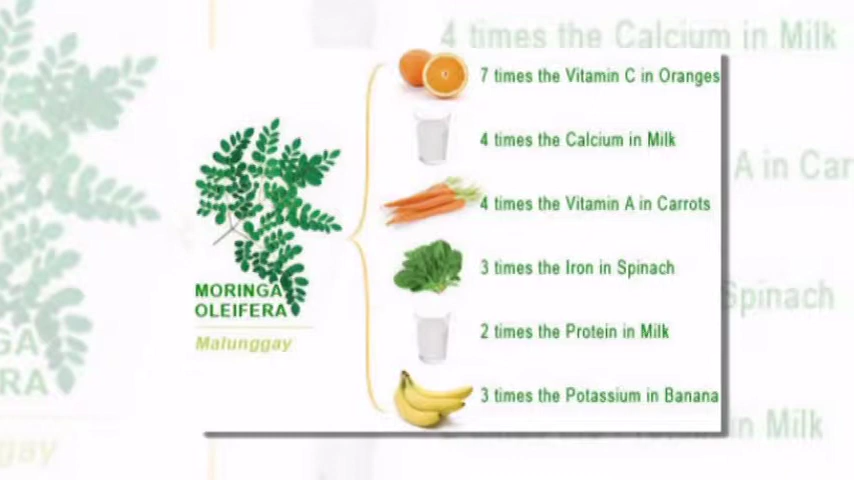 4 times the Calcium in Milk
7 times the Vitamin C in Oranges
4 times the Calcium in Milk
A in Car
4 times the Vitamin A in Carrots
3 times the Iron in Spinach
MORINGA
OLEIFERA
Spinach
2 times the Protein in Milk
Malunggay
GA
RA
3 times the Potassium in Banana
in Milk
gay